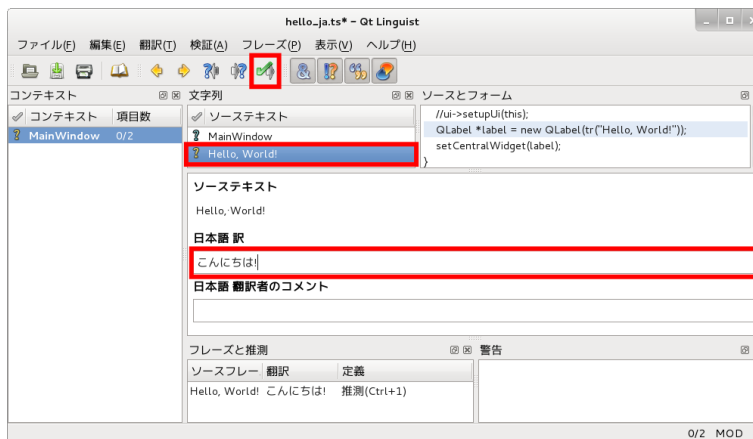 hello_ja.ts* – Qt Linguist
ファイル(F) 編集(E) 翻訳(T) 検証(A) フレーズ(P) 表示(V) ヘルプ(H)
コンテキスト
文字列
ソースとフォーム
コンテキスト 項目数
MainWindow 0/2
ソーステキスト
MainWindow
Hello, World!
//ui->setupUi(this);
QLabel *label = new QLabel(tr("Hello, World!"));
setCentralWidget(label);
}
ソーステキスト
Hello,·World!
日本語 訳
こんにちは!
日本語 翻訳者のコメント
フレーズと推測
警告
ソースフレー 翻訳 定義
Hello, World! こんにちは! 推測(Ctrl+1)
0/2 MOD